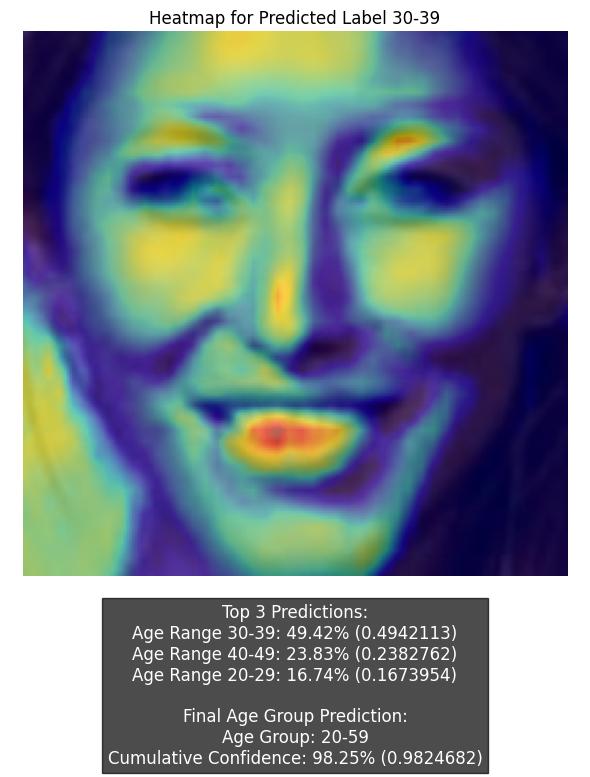 Heatmap for Predicted Label 30-39
Top 3 Predictions:
Age Range 30-39: 49.42% (0.4942113)
Age Range 40-49: 23.83% (0.2382762)
Age Range 20-29: 16.74% (0.1673954)
Final Age Group Prediction:
Age Group: 20-59
Cumulative Confidence: 98.25% (0.9824682)